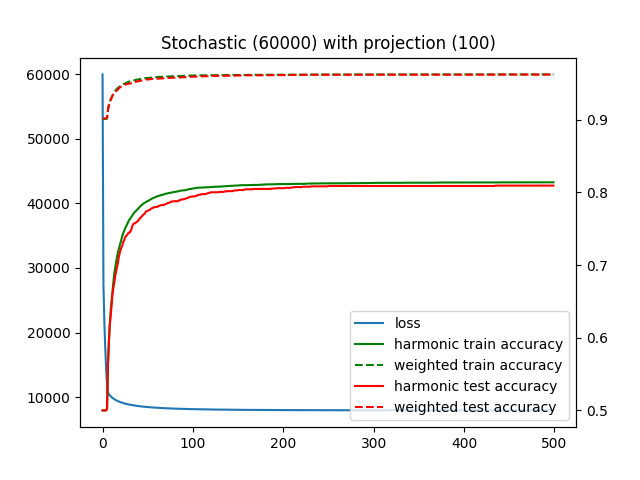 Stochastic (60000) with projection (100)
60000
50000
40000
30000
20000
10000
0.9
0.8
0.7
0.6
0.5
loss
harmonic train accuracy
weighted train accuracy
harmonic test accuracy
weighted test accuracy
0 100 200 300 400 500